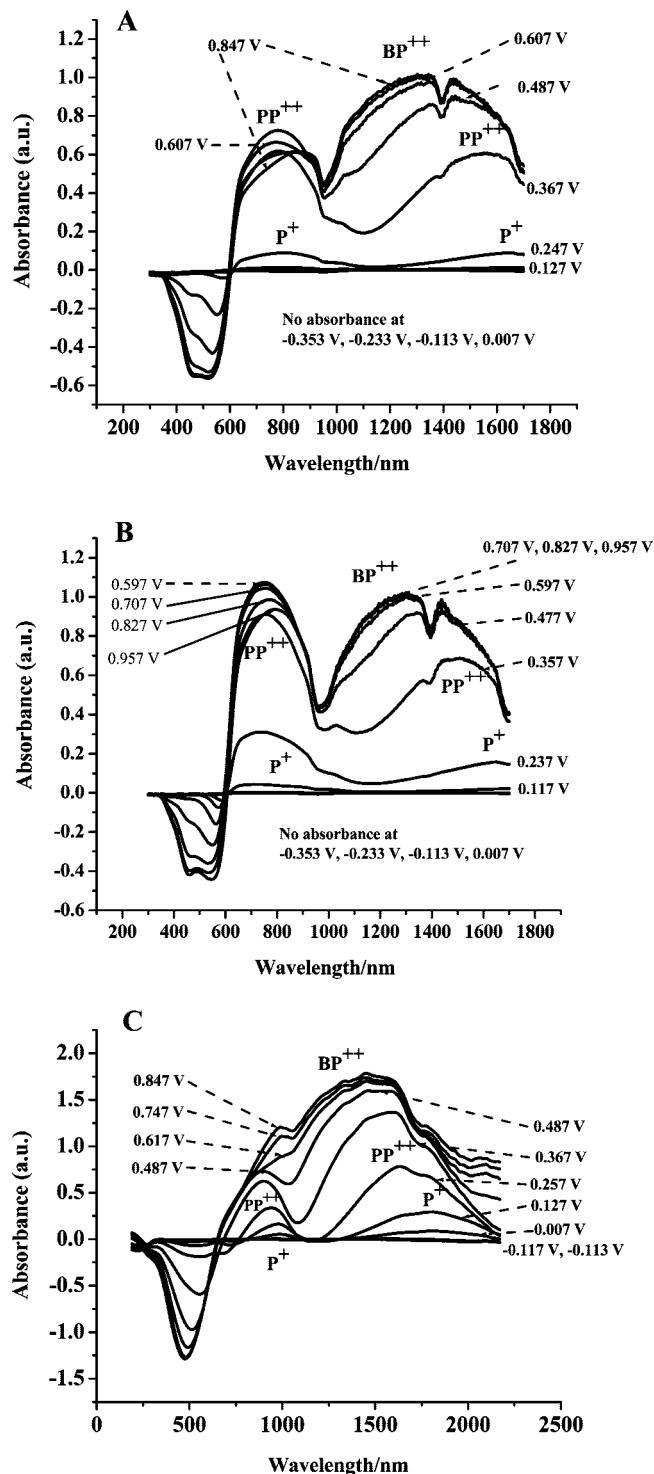 A
0.847 V
BP++
0.607 V
PP++
0.487 V
0.607 V
PP++
0.367 V
P+
P+
0.247 V
0.127 V
No absorbance at
-0.353 V, -0.233 V, -0.113 V, 0.007 V
1.2
1.0
0.8
0.6
0.4
0.2
0.0
-0.2
-0.4
-0.6
Absorbance (a.u.)
200 400 600 800 1000 1200 1400 1600 1800
Wavelength/nm
B
0.707 V, 0.827 V, 0.957 V
BP++
0.597 V
0.597 V
0.707 V
0.477 V
0.827 V
0.957 V
PP++
0.357 V
PP++
P+
P+
0.237 V
0.117 V
No absorbance at
-0.353 V, -0.233 V, -0.113 V, 0.007 V
1.2
1.0
0.8
0.6
0.4
0.2
0.0
-0.2
-0.4
-0.6
Absorbance (a.u.)
200 400 600 800 1000 1200 1400 1600 1800
Wavelength/nm
C
BP++
0.847 V
0.747 V
0.617 V
0.487 V
0.487 V
PP++
0.367 V
0.257 V
PP++
P+
0.127 V
-0.007 V
P+
-0.117 V, -0.113 V
2.0
1.5
1.0
0.5
0.0
-0.5
-1.0
-1.5
Absorbance (a.u.)
0 500 1000 1500 2000 2500
Wavelength/nm